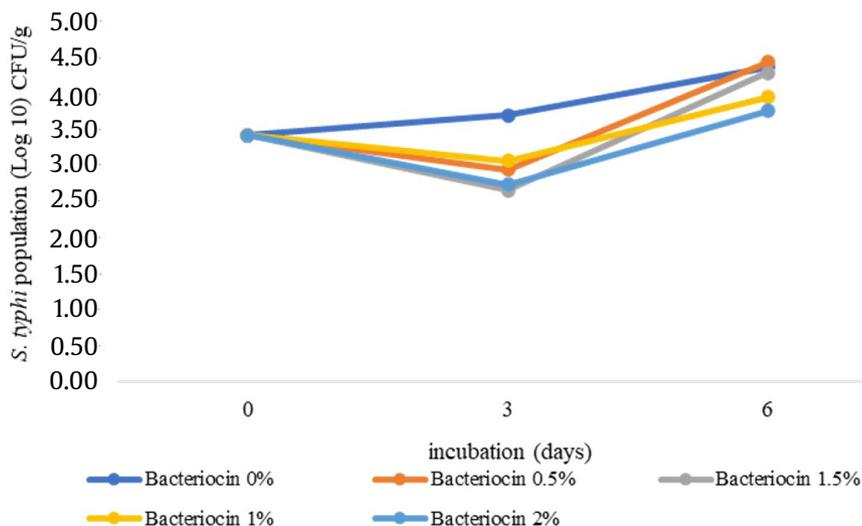 S. typhi population (Log 10) CFU/g
5.00
4.50
4.00
3.50
3.00
2.50
2.00
1.50
1.00
0.50
0.00
0 3 6
incubation (days)
Bacteriocin 0% Bacteriocin 0.5% Bacteriocin 1.5%
Bacteriocin 1% Bacteriocin 2%